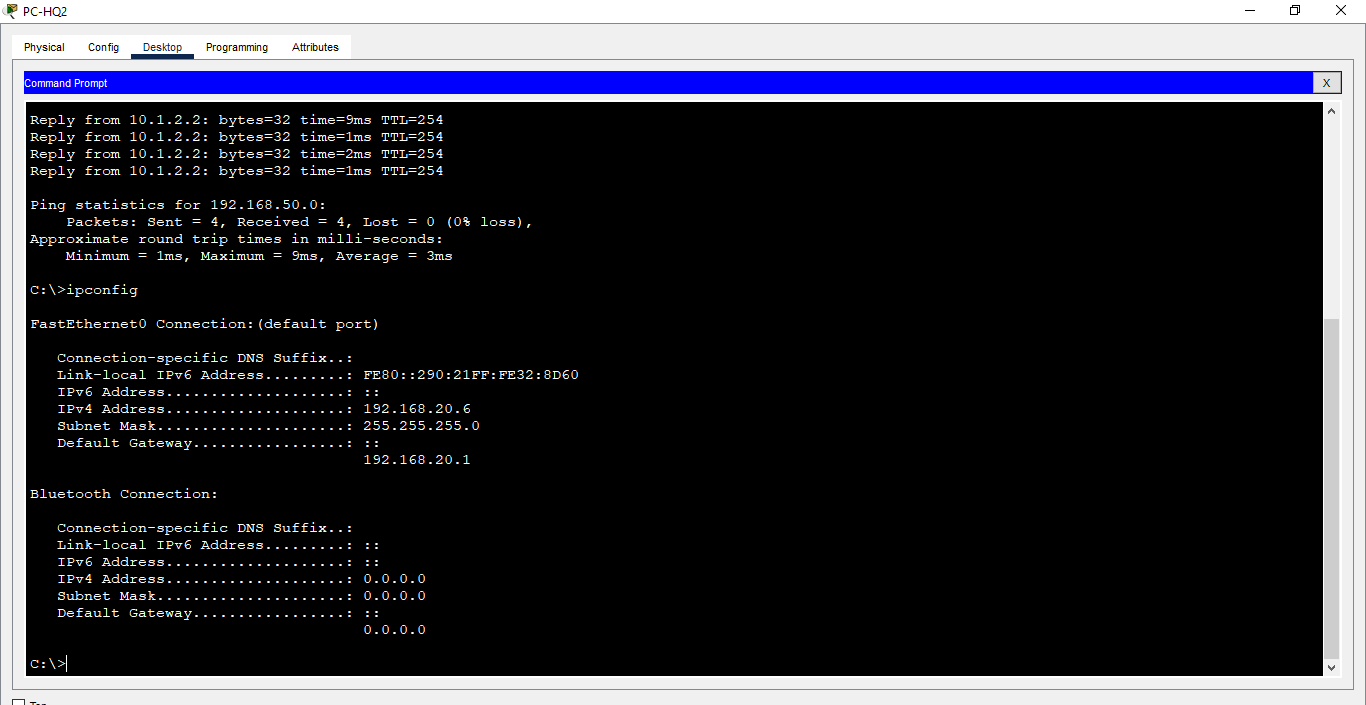 PC-HQ2
Physical Config Desktop Programming Attributes
Command Prompt
X
Reply from 10.1.2.2: bytes=32 time=9ms TTL=254
Reply from 10.1.2.2: bytes=32 time=1ms TTL=254
Reply from 10.1.2.2: bytes=32 time=2ms TTL=254
Reply from 10.1.2.2: bytes=32 time=1ms TTL=254
Ping statistics for 192.168.50.0:
Packets: Sent = 4, Received = 4, Lost = 0 (0% loss),
Approximate round trip times in milli-seconds:
Minimum = 1ms, Maximum = 9ms, Average = 3ms
C:\>ipconfig
FastEthernet0 Connection:(default port)
Connection-specific DNS Suffix..:
Link-local IPv6 Address.........: FE80::290:21FF:FE32:8D60
IPv6 Address....................: ::
IPv4 Address....................: 192.168.20.6
Subnet Mask.....................: 255.255.255.0
Default Gateway.................: ::
192.168.20.1
Bluetooth Connection:
Connection-specific DNS Suffix..:
Link-local IPv6 Address.........: ::
IPv6 Address....................: ::
IPv4 Address....................: 0.0.0.0
Subnet Mask.....................: 0.0.0.0
Default Gateway.................: ::
0.0.0.0
C:\>